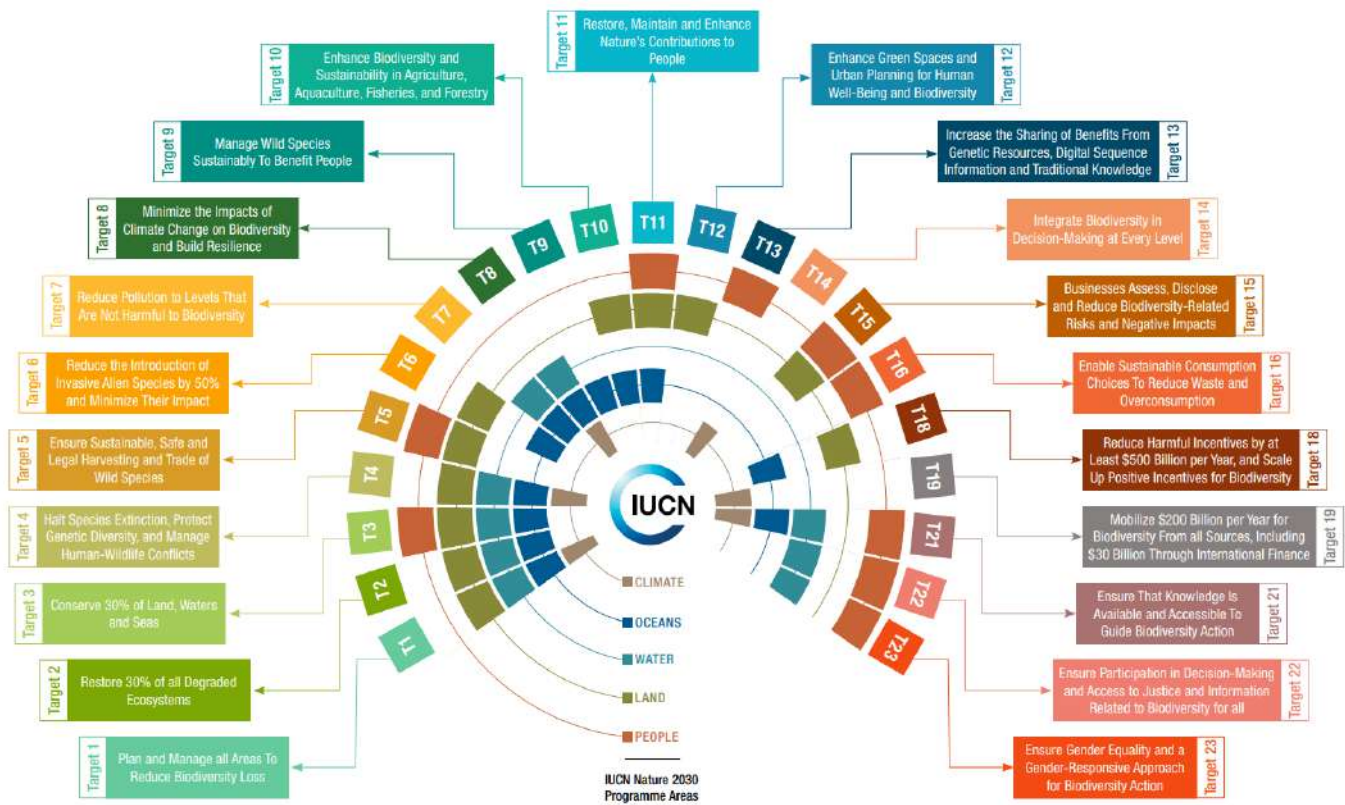 Target 11
Restore, Maintain and Enhance
Nature's Contributions to
People
Target 10
Enhance Biodiversity and
Sustainability in Agriculture,
Aquaculture, Fisheries, and Forestry
Enhance Green Spaces and
Urban Planning for Human
Well-Being and Biodiversity
Target 12
Target 9
Manage Wild Species
Sustainably To Benefit People
Increase the Sharing of Benefits From
Genetic Resources, Digital Sequence
Information and Traditional Knowledge
Target 13
Target 8
Minimize the Impacts of
Climate Change on Biodiversity
and Build Resilience
Integrate Biodiversity in
Decision-Making at Every Level
Target 14
Target 7
Reduce Pollution to Levels That
Are Not Harmful to Biodiversity
Businesses Assess, Disclose
and Reduce Biodiversity-Related
Risks and Negative Impacts
Target 15
Target 6
Reduce the Introduction of
Invasive Alien Species by 50%
and Minimize Their Impact
Enable Sustainable Consumption
Choices To Reduce Waste and
Overconsumption
Target 16
Target 5
Ensure Sustainable, Safe and
Legal Harvesting and Trade of
Wild Species
Reduce Harmful Incentives by at
Least $500 Billion per Year, and Scale
Up Positive Incentives for Biodiversity
Target 18
Target 4
Halt Species Extinction, Protect
Genetic Diversity, and Manage
Human-Wildlife Conflicts
Mobilize $200 Billion per Year for
Biodiversity From all Sources, Including
$30 Billion Through International Finance
Target 19
Target 3
Conserve 30% of Land, Waters
and Seas
Ensure That Knowledge Is
Available and Accessible To
Guide Biodiversity Action
Target 21
Target 2
Restore 30% of all Degraded
Ecosystems
Ensure Participation in Decision-Making
and Access to Justice and Information
Related to Biodiversity for all
Target 22
Target 1
Plan and Manage all Areas To
Reduce Biodiversity Loss
Ensure Gender Equality and a
Gender-Responsive Approach
for Biodiversity Action
Target 23
T1
T2
T3
T4
T5
T6
T7
T8
T9
T10
T11
T12
T13
T14
T15
T16
T18
T19
T21
T22
T23
IUCN
CLIMATE
OCEANS
WATER
LAND
PEOPLE
IUCN Nature 2030
Programme Areas